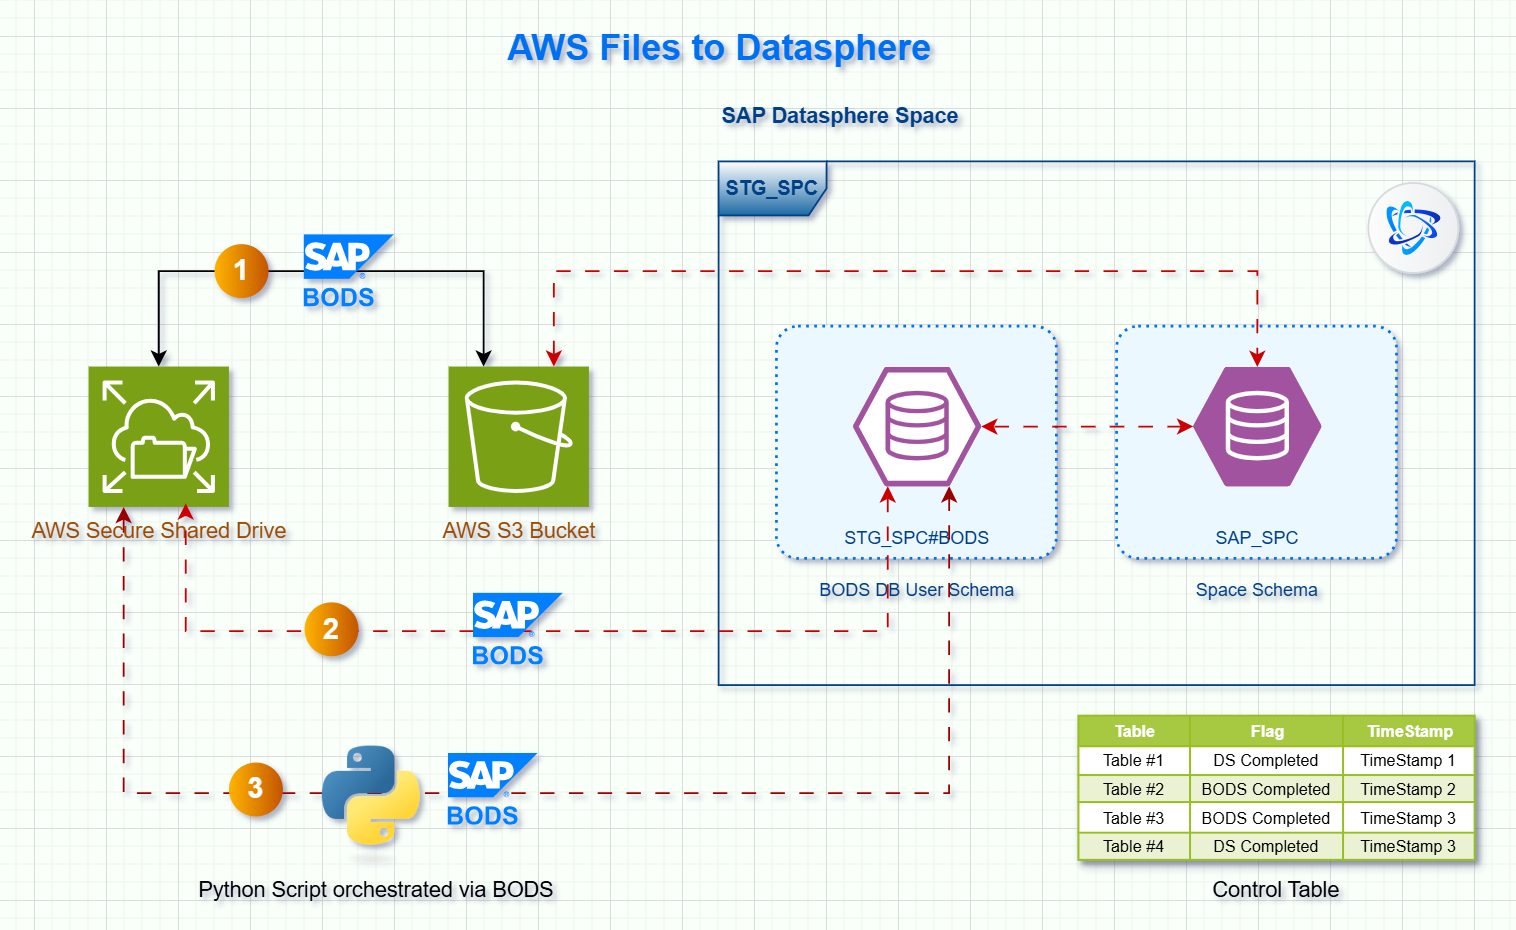 AWS Files to Datasphere
SAP Datasphere Space
STG_SPC
1
SAP
BODS
AWS Secure Shared Drive
AWS S3 Bucket
STG_SPC#BODS
SAP_SPC
BODS DB User Schema
Space Schema
2
SAP
BODS
3
SAP
BODS
Python Script orchestrated via BODS
Table Flag TimeStamp
Table #1 DS Completed TimeStamp 1
Table #2 BODS Completed TimeStamp 2
Table #3 BODS Completed TimeStamp 3
Table #4 DS Completed TimeStamp 3
Control Table